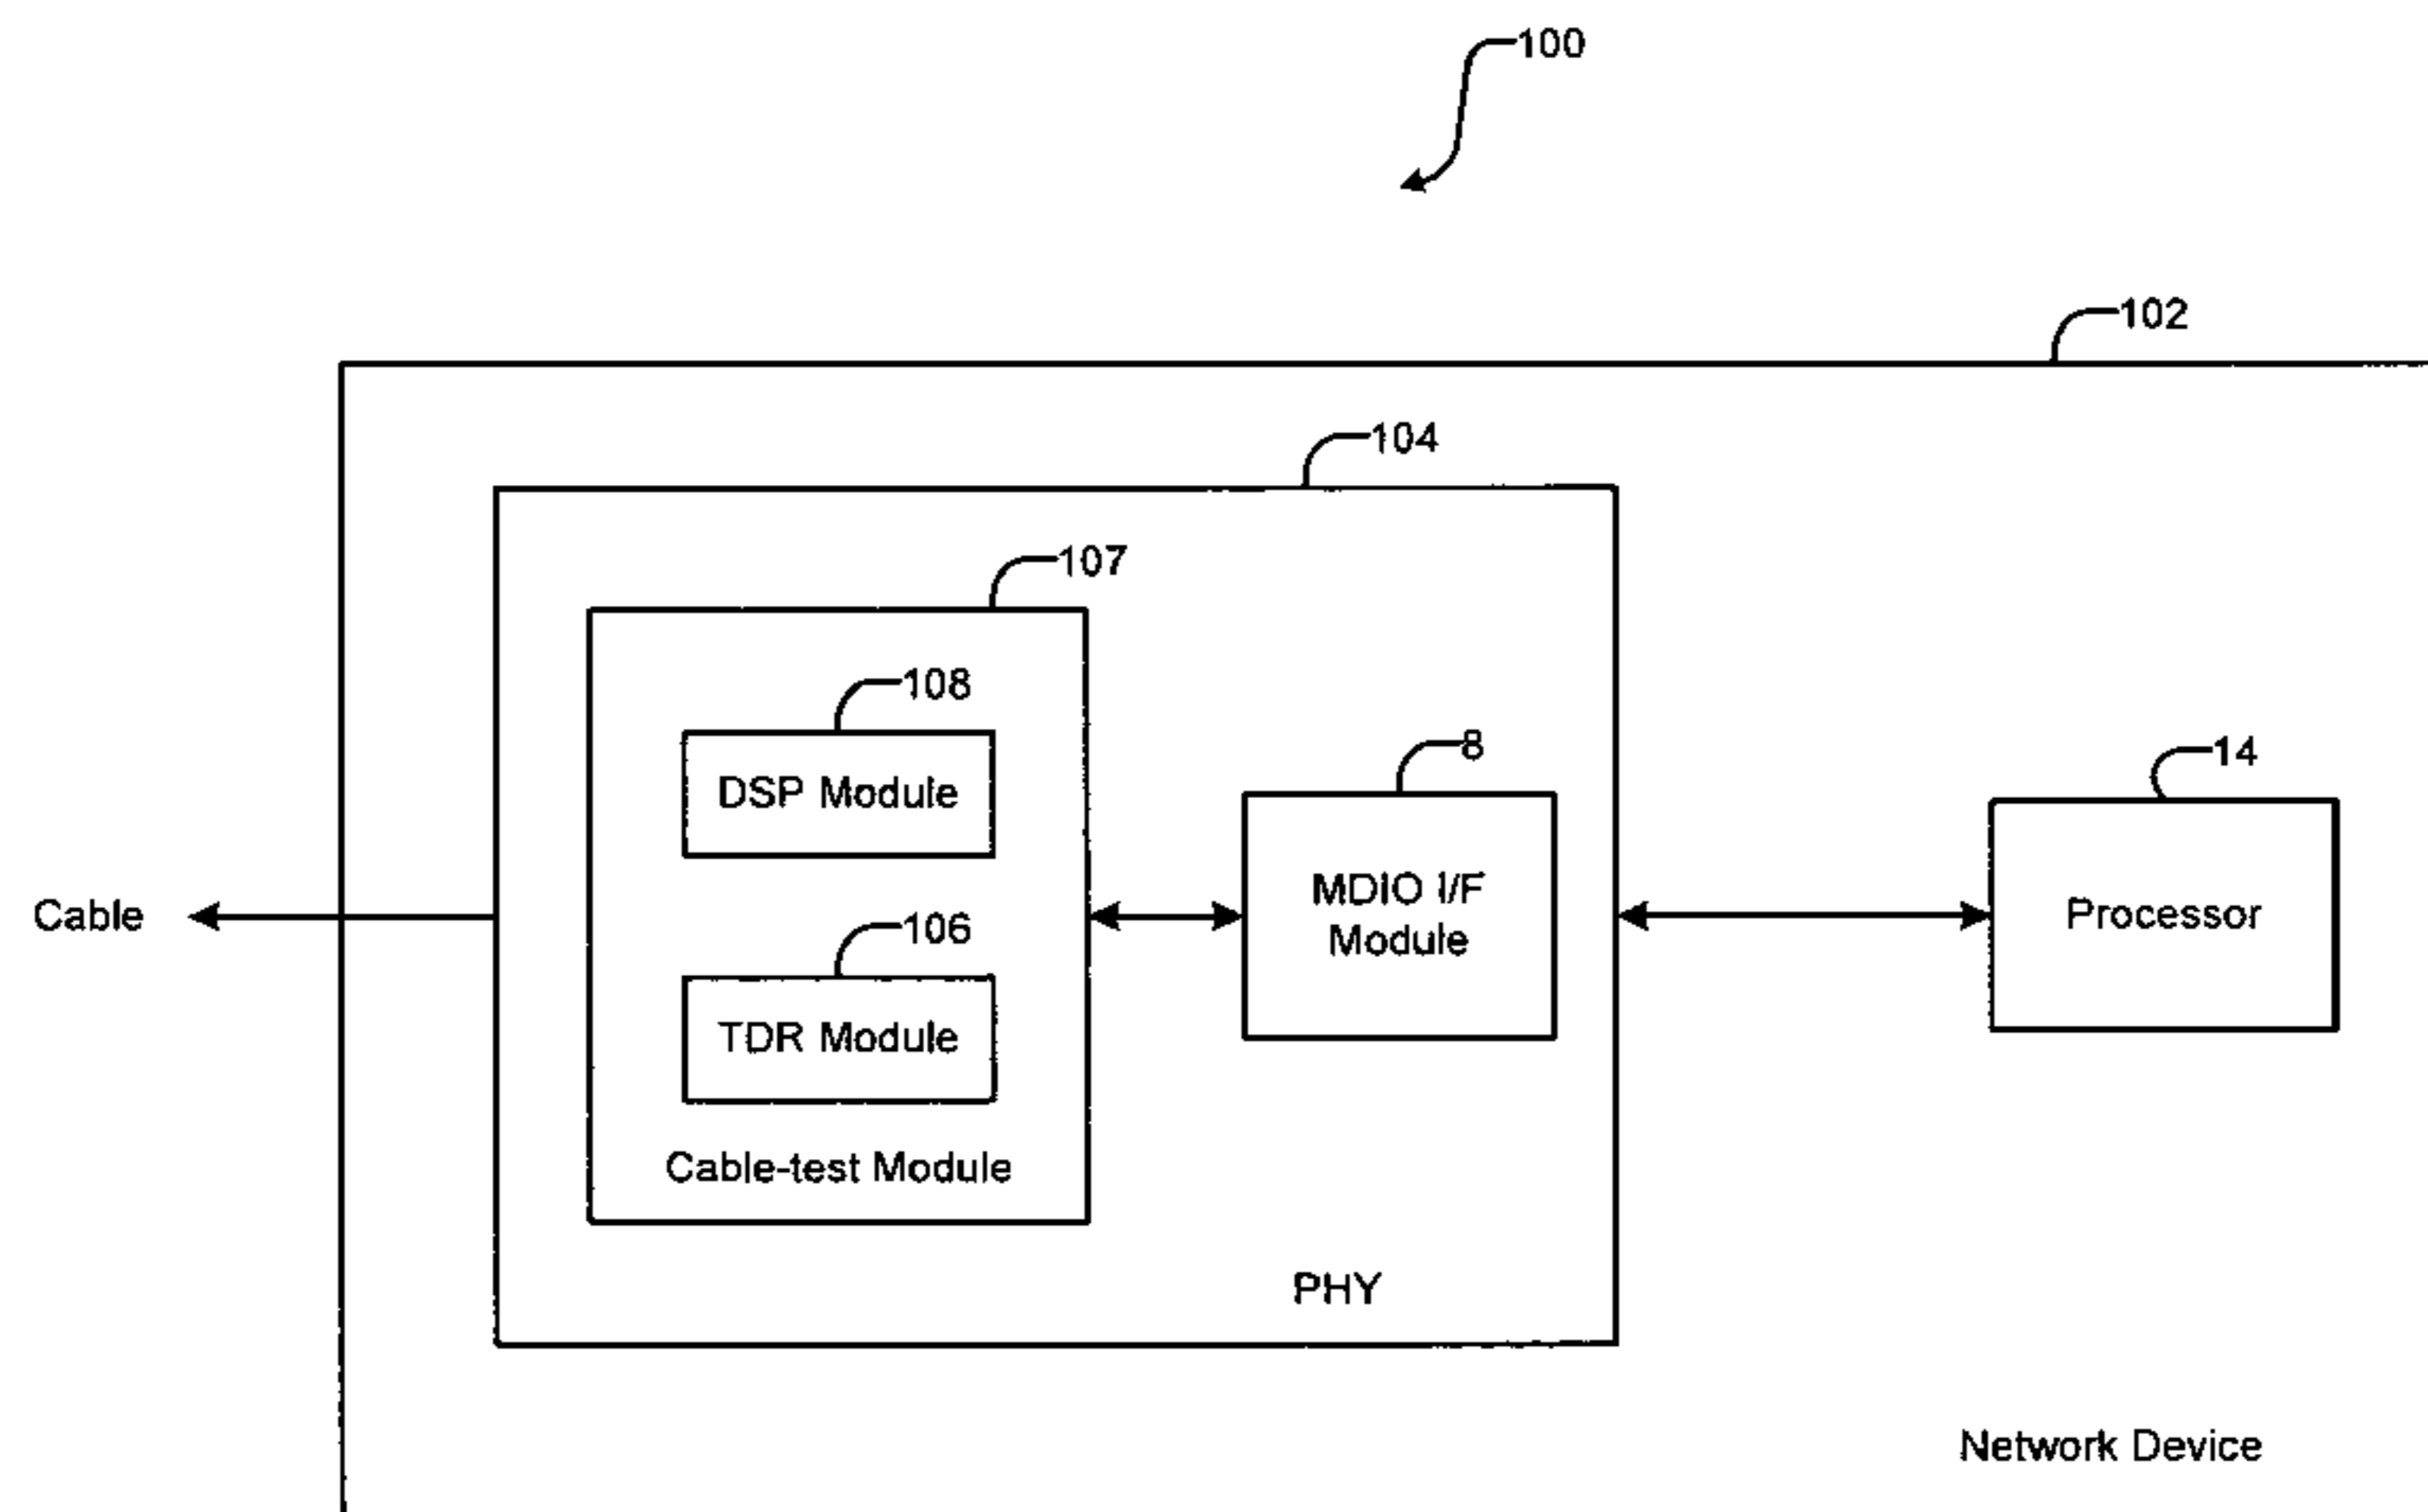 100
102
104
107
108
DSP Module
8
14
MDIO I/F
Module
Processor
Cable
106
TDR Module
Cable-test Module
PHY
Network Device